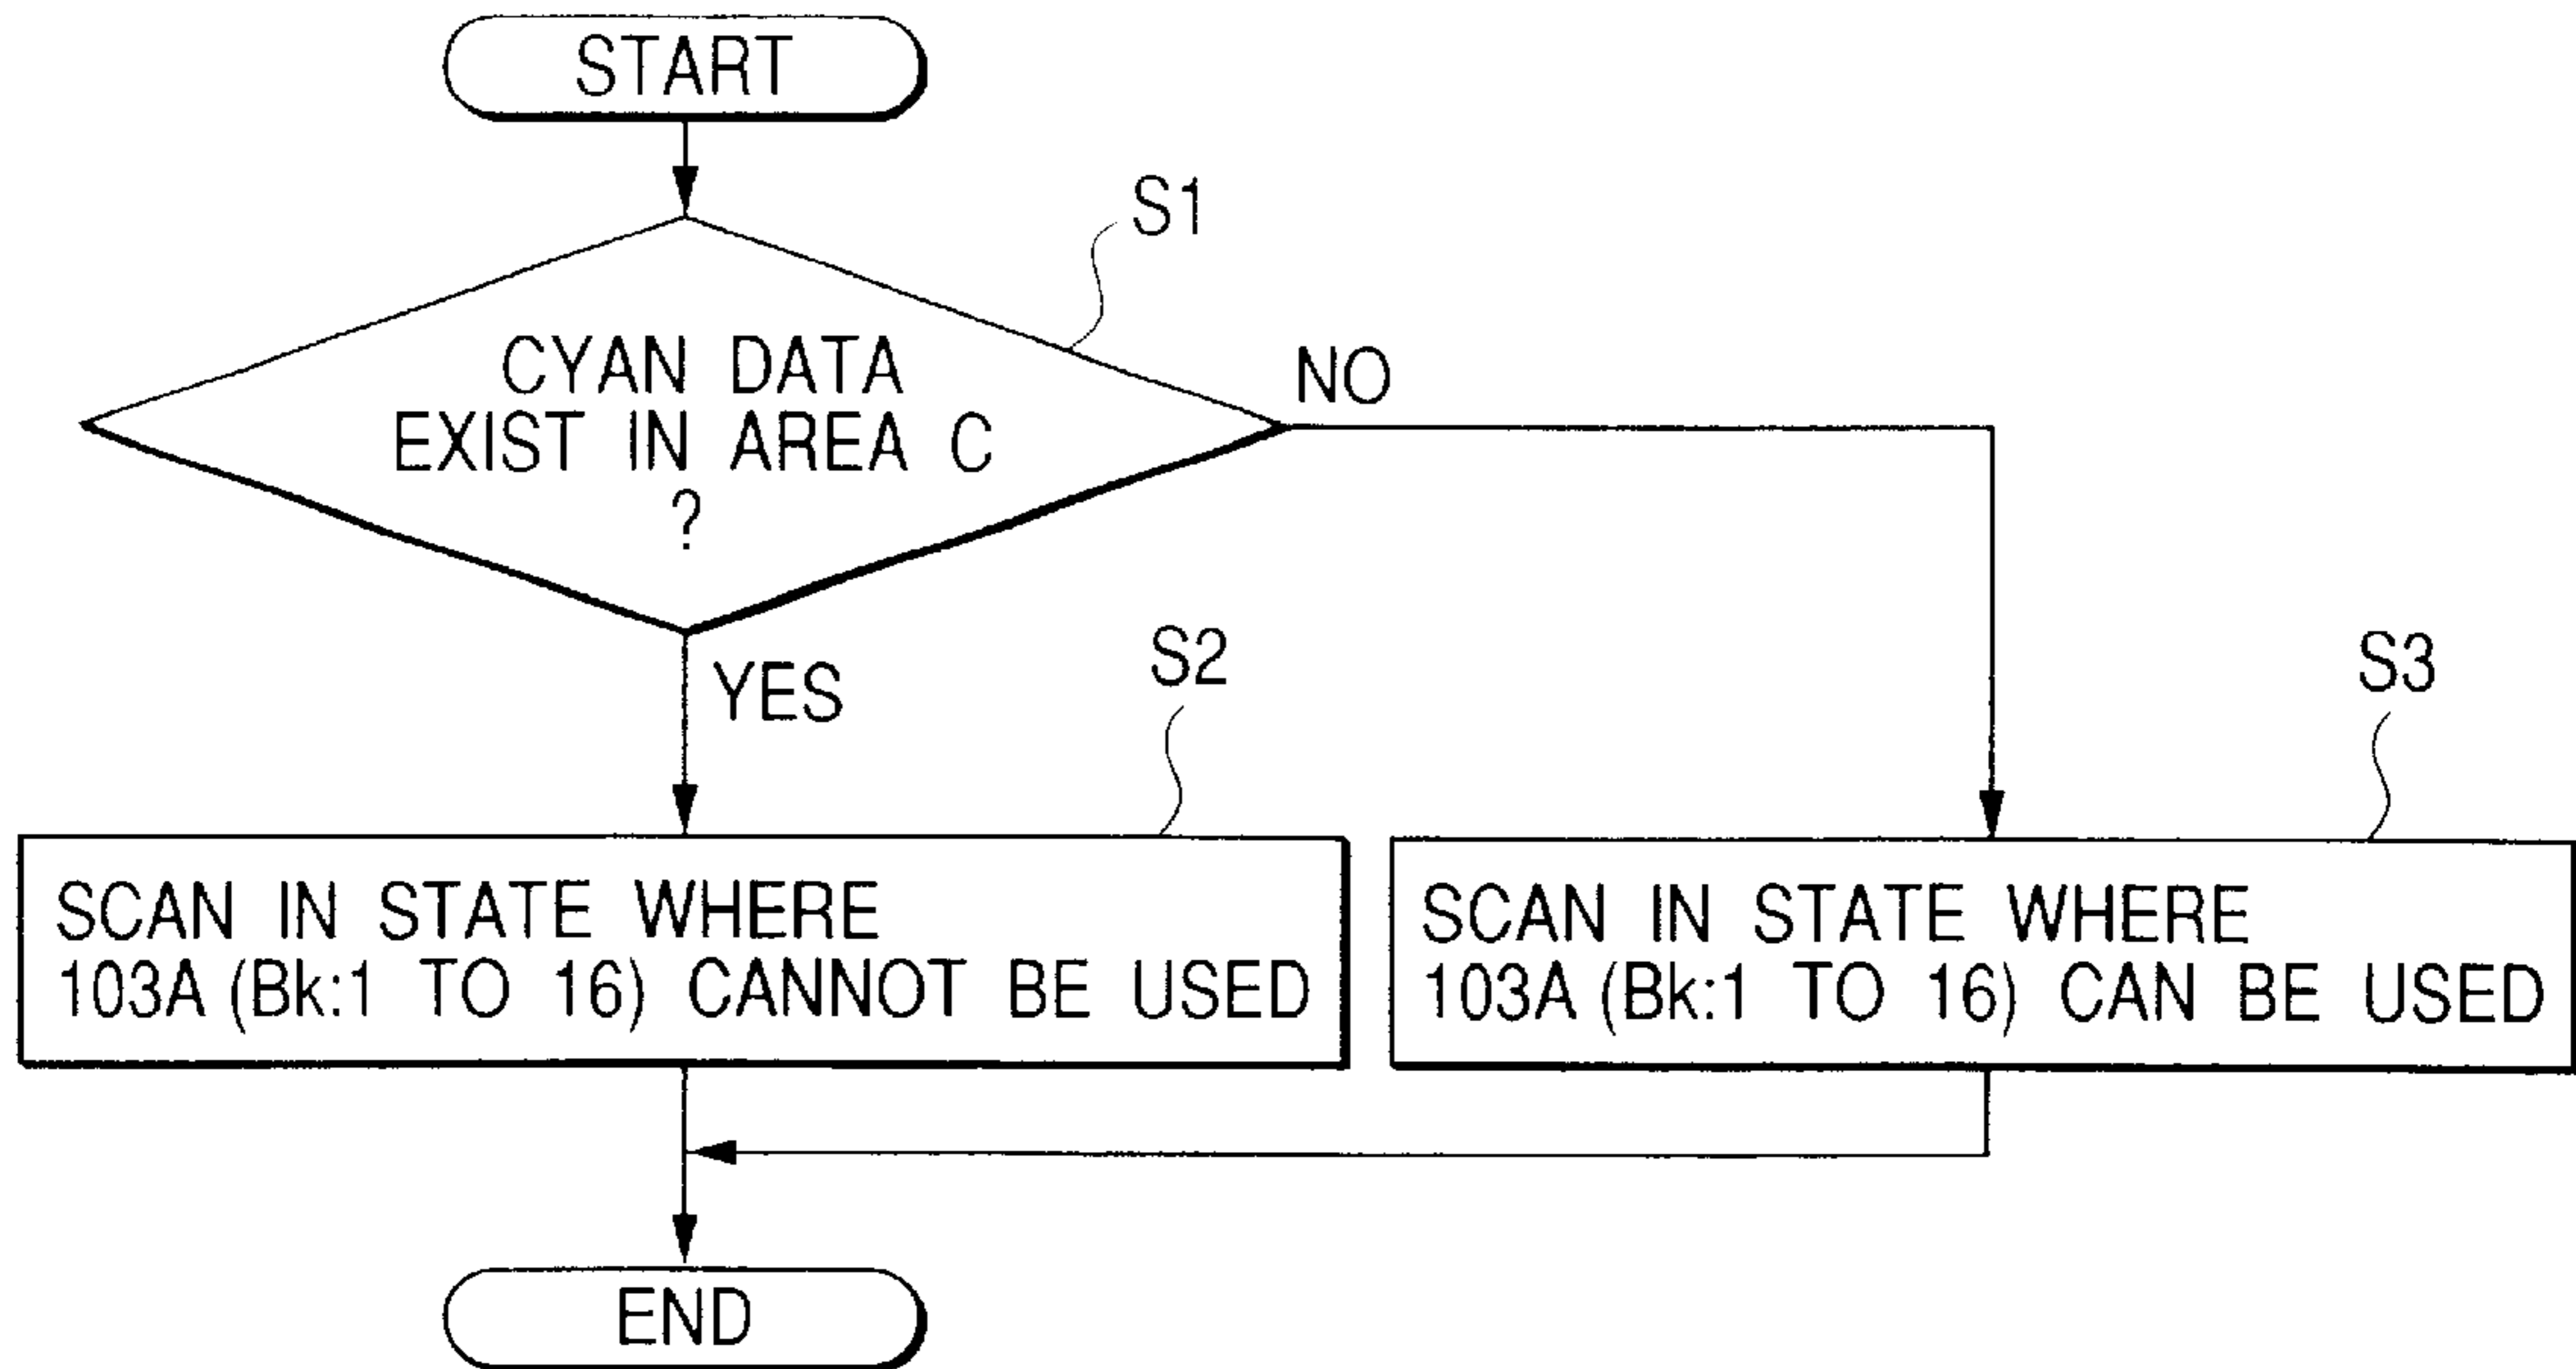 START
S1
CYAN DATA
EXIST IN AREA C
?
NO
YES
S2
SCAN IN STATE WHERE
103A (Bk:1 TO 16) CANNOT BE USED
S3
SCAN IN STATE WHERE
103A (Bk:1 TO 16) CAN BE USED
END